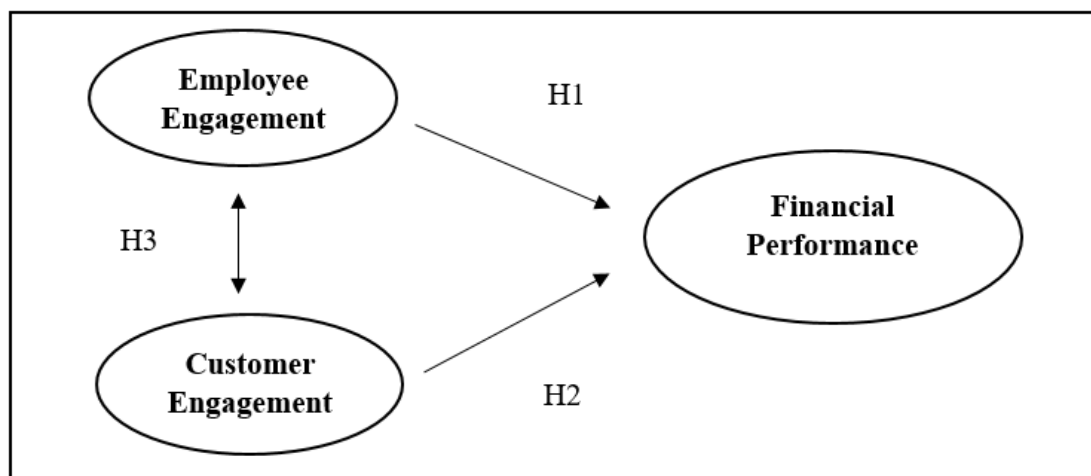 Employee
Engagement
H1
Financial
Performance
H3
Customer
Engagement
H2